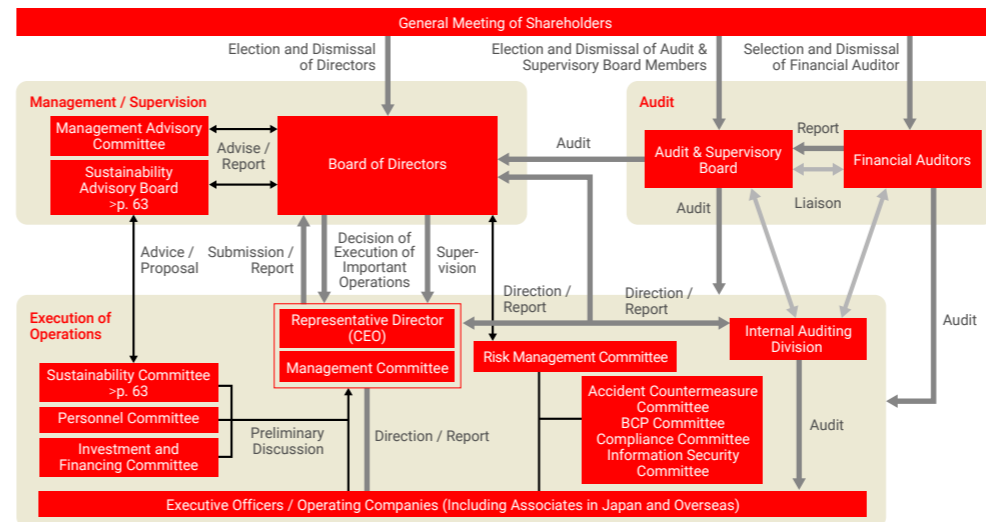 General Meeting of Shareholders
Election and Dismissal
of Directors
Election and Dismissal of Audit &
Supervisory Board Members
Selection and Dismissal
of Financial Auditor
Management / Supervision
Management Advisory
Committee
Sustainability
Advisory Board
>p. 63
Advise /
Report
Board of Directors
Audit
Audit
Audit & Supervisory
Board
Report
Financial Auditors
Liaison
Audit
Advice /
Proposal
Submission /
Report
Decision of
Execution of
Important
Operations
Super-
vision
Direction /
Report
Direction /
Report
Execution of
Operations
Representative Director
(CEO)
Management Committee
Risk Management Committee
Internal Auditing
Division
Audit
Sustainability Committee
>p. 63
Personnel Committee
Investment and
Financing Committee
Preliminary
Discussion
Direction / Report
Accident Countermeasure
Committee
BCP Committee
Compliance Committee
Information Security
Committee
Audit
Executive Officers / Operating Companies (Including Associates in Japan and Overseas)